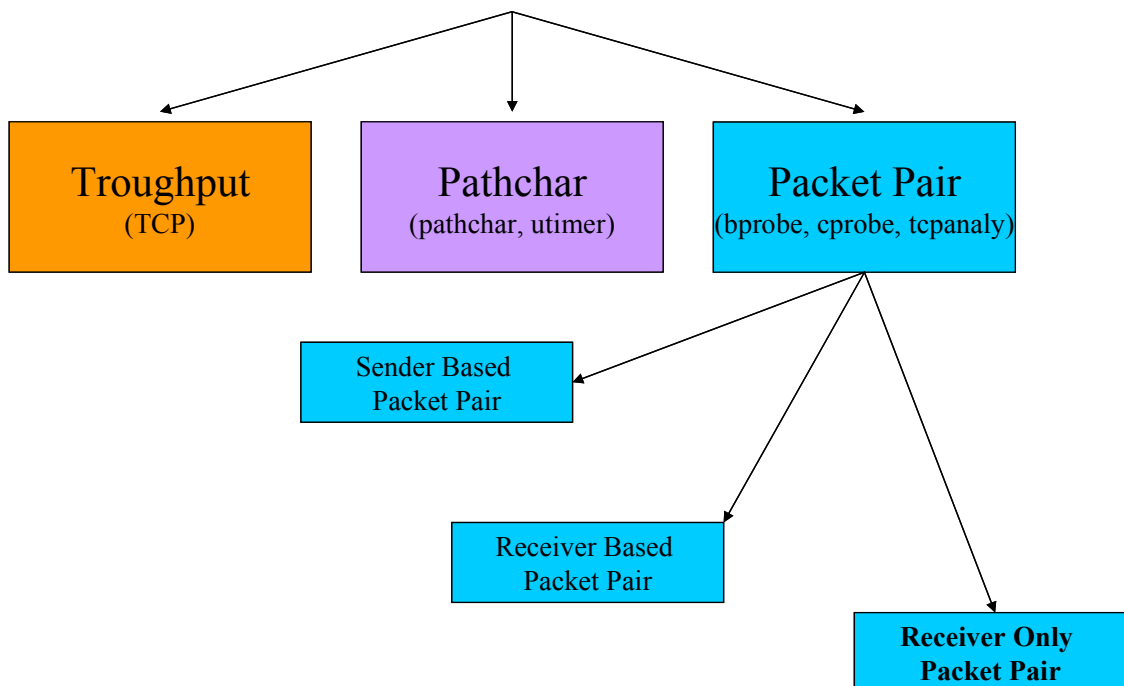 Troughput
(TCP)
Pathchar
(pathchar, utimer)
Packet Pair
(bprobe, cprobe, tcpanaly)
Sender Based
Packet Pair
Receiver Based
Packet Pair
Receiver Only
Packet Pair